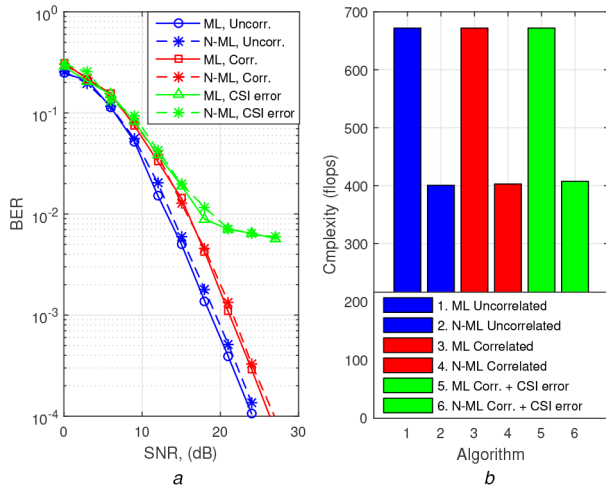 10^0
10^-1
10^-2
10^-3
10^-4
BER
0
10
20
30
SNR, (dB)
a
ML, Uncorr.
N-ML, Uncorr.
ML, Corr.
N-ML, Corr.
ML, CSI error
N-ML, CSI error
700
600
500
400
300
200
100
0
Cmplexity (flops)
1. ML Uncorrelated
2. N-ML Uncorrelated
3. ML Correlated
4. N-ML Correlated
5. ML Corr. + CSI error
6. N-ML Corr. + CSI error
1 2 3 4 5 6
Algorithm
b